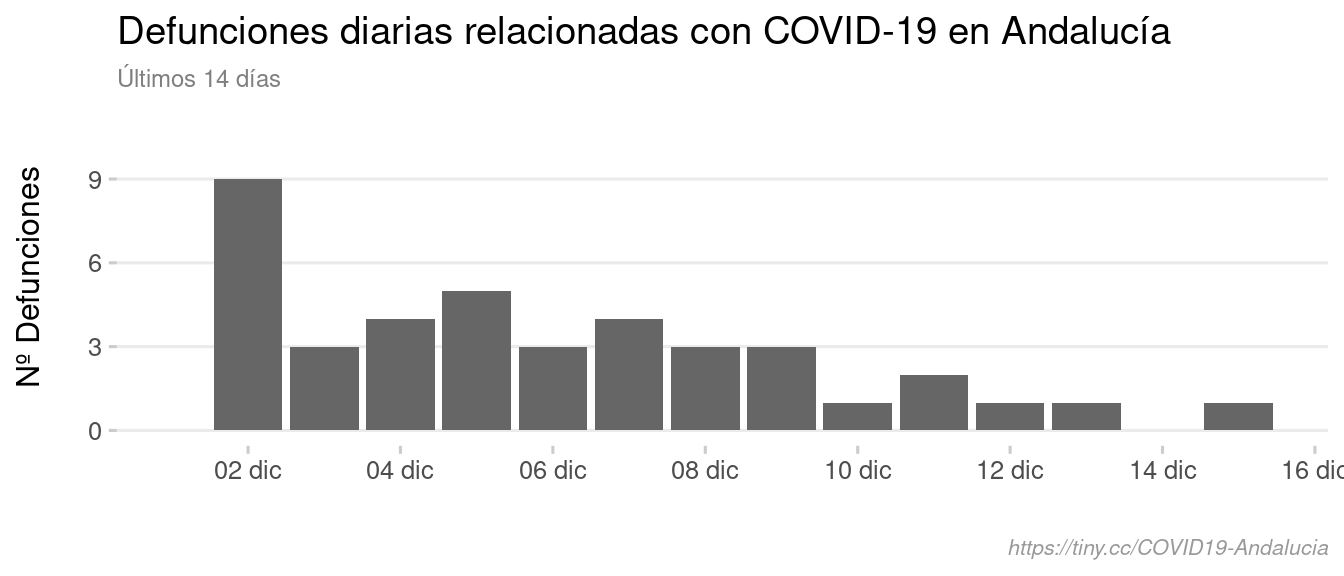 Defunciones diarias relacionadas con COVID-19 en Andalucía
Últimos 14 días
Nº Defunciones
9
6
3
0
02 dic 04 dic 06 dic 08 dic 10 dic 12 dic 14 dic 16 dic
https://tiny.cc/COVID19-Andalucia